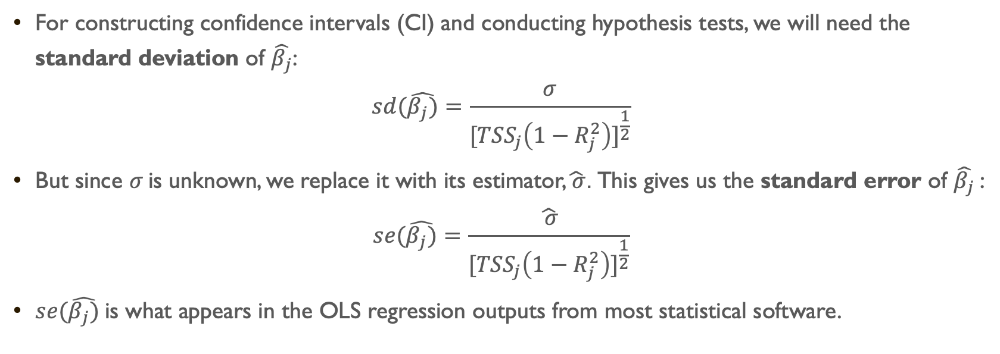 • For constructing confidence intervals (CI) and conducting hypothesis tests, we will need the
standard deviation of $\widehat{\beta}_j$:
$sd(\widehat{\beta_j}) = \frac{\sigma}{[TSS_j(1 - R_j^2)]^{\frac{1}{2}}}$
• But since $\sigma$ is unknown, we replace it with its estimator, $\widehat{\sigma}$. This gives us the standard error of $\widehat{\beta}_j$ :
$se(\widehat{\beta_j}) = \frac{\widehat{\sigma}}{[TSS_j(1 - R_j^2)]^{\frac{1}{2}}}$
• $se(\widehat{\beta_j})$ is what appears in the OLS regression outputs from most statistical software.